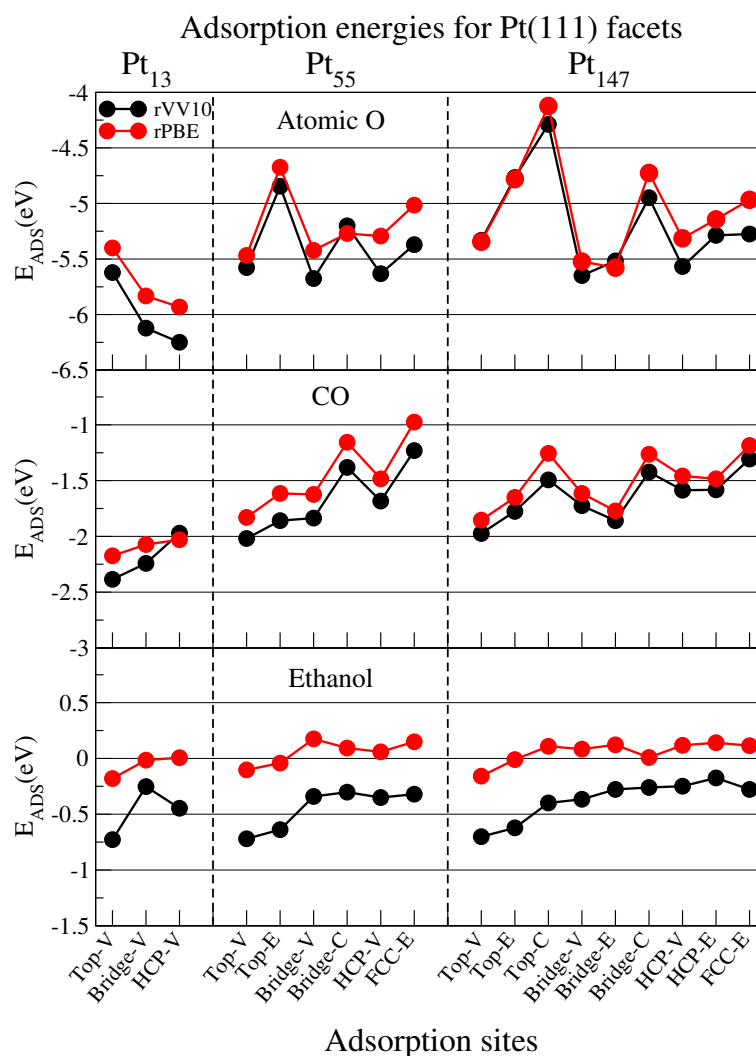 Adsorption energies for Pt(111) facets
Pt13 Pt55 Pt147
rVV10
rPBE
Atomic O
-4
-4.5
-5
-5.5
-6
-6.5
E_ADS(eV)
CO
-1
-1.5
-2
-2.5
-3
E_ADS(eV)
Ethanol
0.5
0
-0.5
-1
-1.5
E_ADS(eV)
Top-V
Bridge-V
HCP-V
Top-V
Top-E
Bridge-V
Bridge-C
HCP-V
FCC-E
Top-V
Top-E
Top-C
Bridge-V
Bridge-E
Bridge-C
HCP-V
HCP-E
FCC-E
Adsorption sites